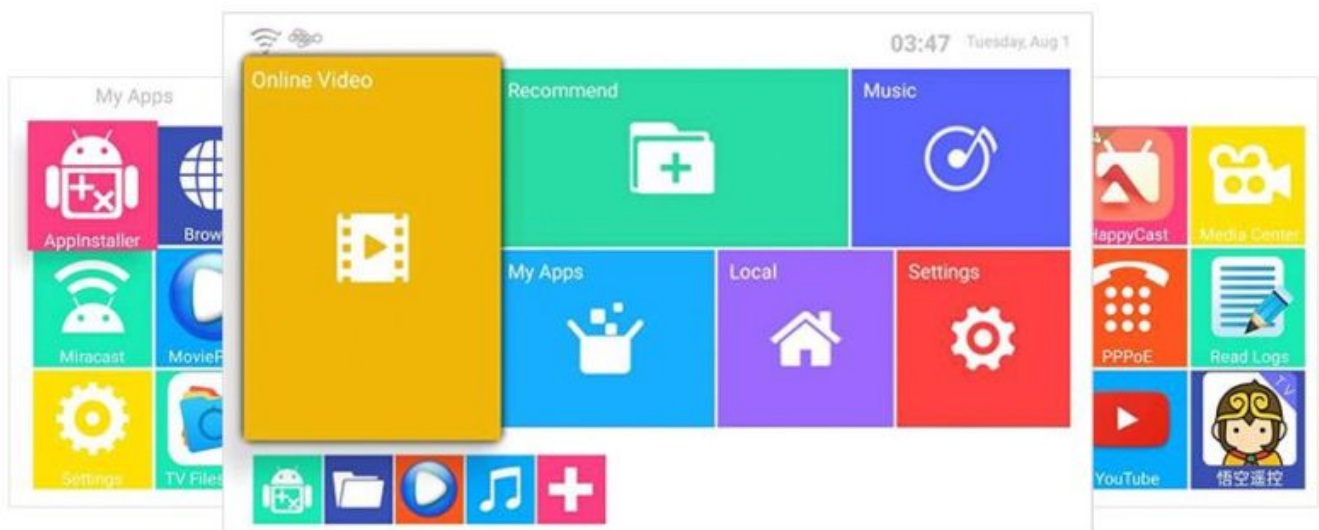 03:47 Tuesday, Aug 1
My Apps
AppInstaller
Miracast
Settings
TV Files
Online Video
Recommend
Music
My Apps
Local
Settings
HappyCast
Media Center
PPPoE
Read Logs
YouTube
悟空遥控
TV